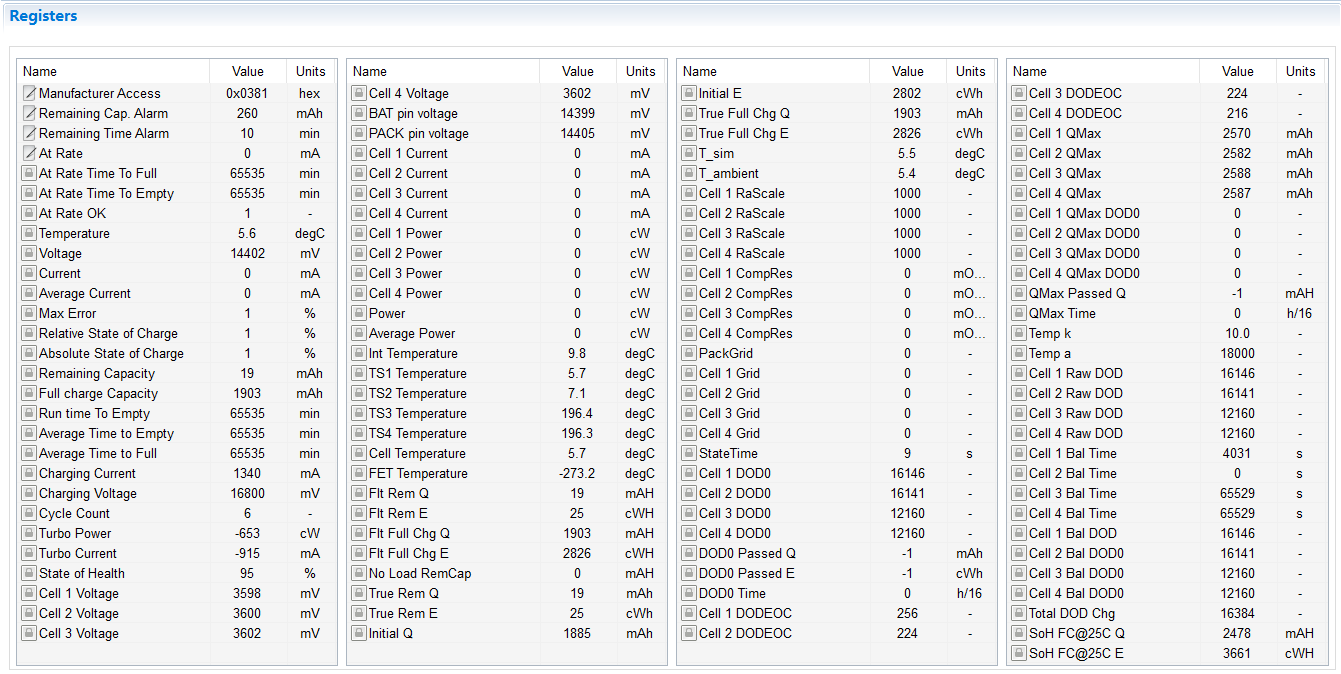 Registers
Name Value Units
Manufacturer Access 0x0381 hex
Remaining Cap. Alarm 260 mAh
Remaining Time Alarm 10 min
At Rate 0 mA
At Rate Time To Full 65535 min
At Rate Time To Empty 65535 min
At Rate OK 1 -
Temperature 5.6 degC
Voltage 14402 mV
Current 0 mA
Average Current 0 mA
Max Error 1 %
Relative State of Charge 1 %
Absolute State of Charge 1 %
Remaining Capacity 19 mAh
Full charge Capacity 1903 mAh
Run time To Empty 65535 min
Average Time to Empty 65535 min
Average Time to Full 65535 min
Charging Current 1340 mA
Charging Voltage 16800 mV
Cycle Count 6 -
Turbo Power -653 cW
Turbo Current -915 mA
State of Health 95 %
Cell 1 Voltage 3598 mV
Cell 2 Voltage 3600 mV
Cell 3 Voltage 3602 mV
Name Value Units
Cell 4 Voltage 3602 mV
BAT pin voltage 14399 mV
PACK pin voltage 14405 mV
Cell 1 Current 0 mA
Cell 2 Current 0 mA
Cell 3 Current 0 mA
Cell 4 Current 0 mA
Cell 1 Power 0 cW
Cell 2 Power 0 cW
Cell 3 Power 0 cW
Cell 4 Power 0 cW
Power 0 cW
Average Power 0 cW
Int Temperature 9.8 degC
TS1 Temperature 5.7 degC
TS2 Temperature 7.1 degC
TS3 Temperature 196.4 degC
TS4 Temperature 196.3 degC
Cell Temperature 5.7 degC
FET Temperature -273.2 degC
Flt Rem Q 19 mAH
Flt Rem E 25 cWH
Flt Full Chg Q 1903 mAH
Flt Full Chg E 2826 cWH
No Load RemCap 0 mAH
True Rem Q 19 mAh
True Rem E 25 cWh
Initial Q 1885 mAh
Name Value Units
Initial E 2802 cWh
True Full Chg Q 1903 mAh
True Full Chg E 2826 cWh
T_sim 5.5 degC
T_ambient 5.4 degC
Cell 1 RaScale 1000 -
Cell 2 RaScale 1000 -
Cell 3 RaScale 1000 -
Cell 4 RaScale 1000 -
Cell 1 CompRes 0 mO...
Cell 2 CompRes 0 mO...
Cell 3 CompRes 0 mO...
Cell 4 CompRes 0 mO...
PackGrid 0 -
Cell 1 Grid 0 -
Cell 2 Grid 0 -
Cell 3 Grid 0 -
Cell 4 Grid 0 -
StateTime 9 s
Cell 1 DOD0 16146 -
Cell 2 DOD0 16141 -
Cell 3 DOD0 12160 -
Cell 4 DOD0 12160 -
DOD0 Passed Q -1 mAh
DOD0 Passed E -1 cWh
DOD0 Time 0 h/16
Cell 1 DODEOC 256 -
Cell 2 DODEOC 224 -
Name Value Units
Cell 3 DODEOC 224 -
Cell 4 DODEOC 216 -
Cell 1 QMax 2570 mAh
Cell 2 QMax 2582 mAh
Cell 3 QMax 2588 mAh
Cell 4 QMax 2587 mAh
Cell 1 QMax DOD0 0 -
Cell 2 QMax DOD0 0 -
Cell 3 QMax DOD0 0 -
Cell 4 QMax DOD0 0 -
QMax Passed Q -1 mAH
QMax Time 0 h/16
Temp k 10.0 -
Temp a 18000 -
Cell 1 Raw DOD 16146 -
Cell 2 Raw DOD 16141 -
Cell 3 Raw DOD 12160 -
Cell 4 Raw DOD 12160 -
Cell 1 Bal Time 4031 s
Cell 2 Bal Time 0 s
Cell 3 Bal Time 65529 s
Cell 4 Bal Time 65529 s
Cell 1 Bal DOD 16146 -
Cell 2 Bal DOD0 16141 -
Cell 3 Bal DOD0 12160 -
Cell 4 Bal DOD0 12160 -
Total DOD Chg 16384 -
SoH FC@25C Q 2478 mAH
SoH FC@25C E 3661 cWH